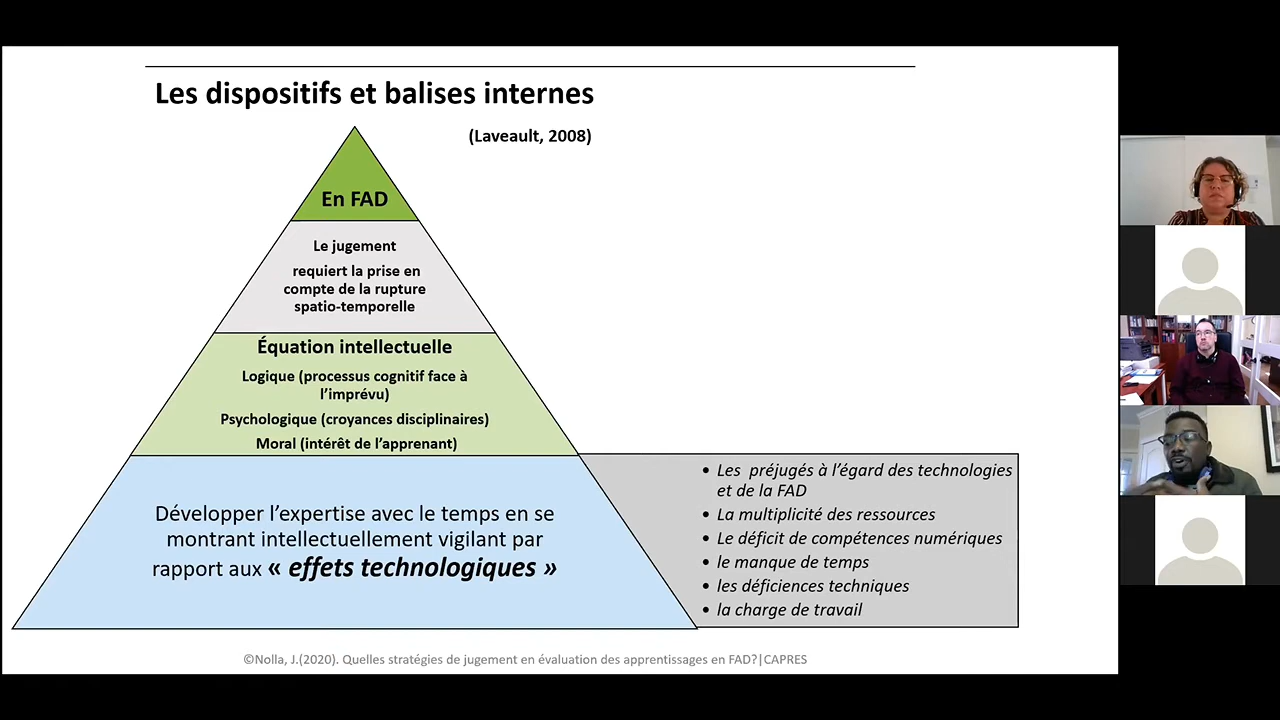 Les dispositifs et balises internes
(Laveault, 2008)
En FAD
Le jugement
requiert la prise en
compte de la rupture
spatio-temporelle
Équation intellectuelle
Logique (processus cognitif face à
l’imprévu)
Psychologique (croyances disciplinaires)
Moral (intérêt de l’apprenant)
Développer l’expertise avec le temps en se
montrant intellectuellement vigilant par
rapport aux « effets technologiques »
• Les  préjugés à l’égard des technologies
et de la FAD
• La multiplicité des ressources
• Le déficit de compétences numériques
• le manque de temps
• les déficiences techniques
• la charge de travail
©Nolla, J.(2020). Quelles stratégies de jugement en évaluation des apprentissages en FAD?|CAPRES